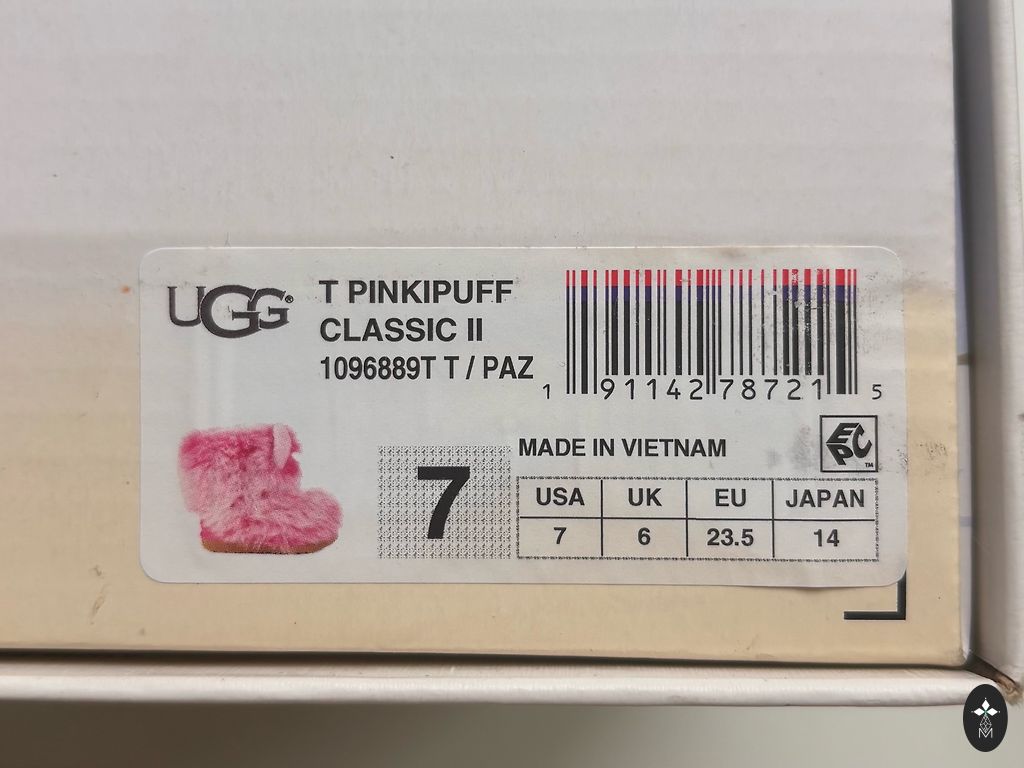 UGG®
T PINKIPUFF
CLASSIC II
1096889T T / PAZ
1 91142 78721 5
MADE IN VIETNAM
EPC™
7
USA UK EU JAPAN
7 6 23.5 14
M